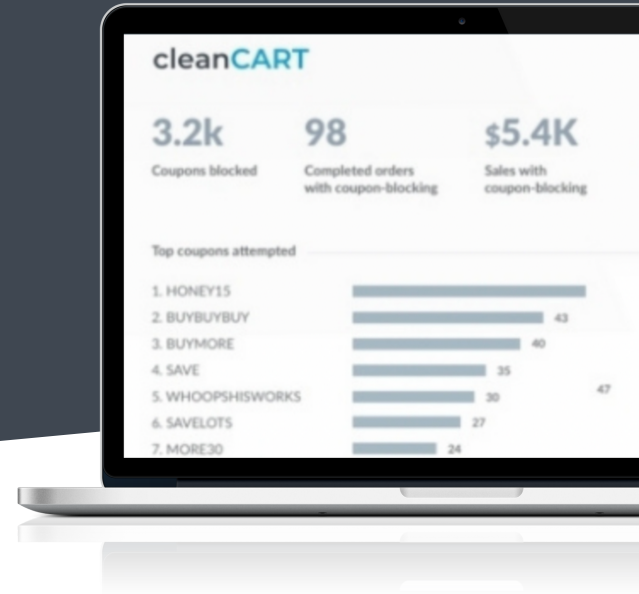 cleanCART
3.2k 98 $5.4K
Coupons blocked Completed orders Sales with
with coupon-blocking coupon-blocking
Top coupons attempted
1. HONEY15
2. BUYBUYBUY 43
3. BUYMORE 40
4. SAVE 35
5. WHOOPSHISWORKS 30
47
6. SAVELOTS 27
7. MORE30 24